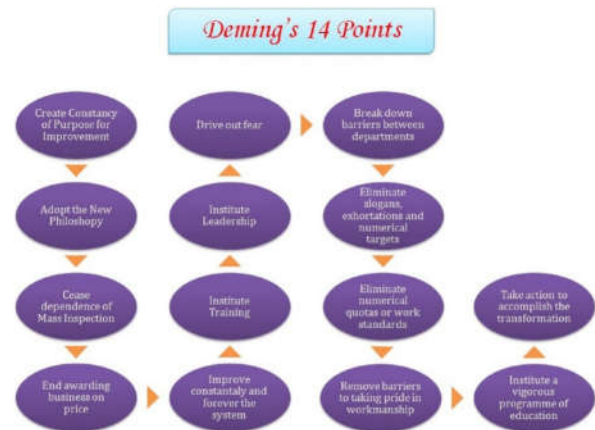 Deming's 14 Points
Create Constancy
of Purpose for
Improvement
Adopt the New
Philoshopy
Cease
dependence of
Mass Inspection
End awarding
business on
price
Improve
constantaly and
forever the
system
Institute
Training
Institute
Leadership
Drive out fear
Break down
barriers between
departments
Eliminate
slogans,
exhortations and
numerical
targets
Eliminate
numerical
quotas or work
standards
Remove barriers
to taking pride in
workmanship
Institute a
vigorous
programme of
education
Take action to
accomplish the
transformation